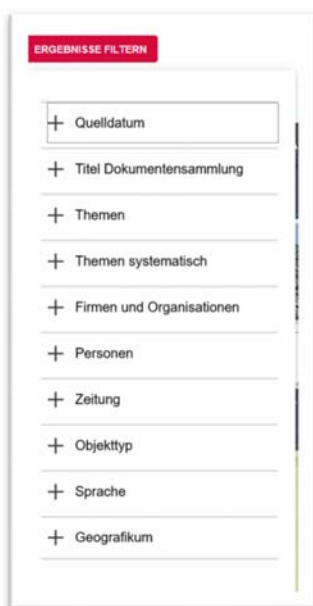 ERGEBNISSE FILTERN
Quelldatum
Titel Dokumentensammlung
Themen
Themen systematisch
Firmen und Organisationen
Personen
Zeitung
Objekttyp
Sprache
Geografikum